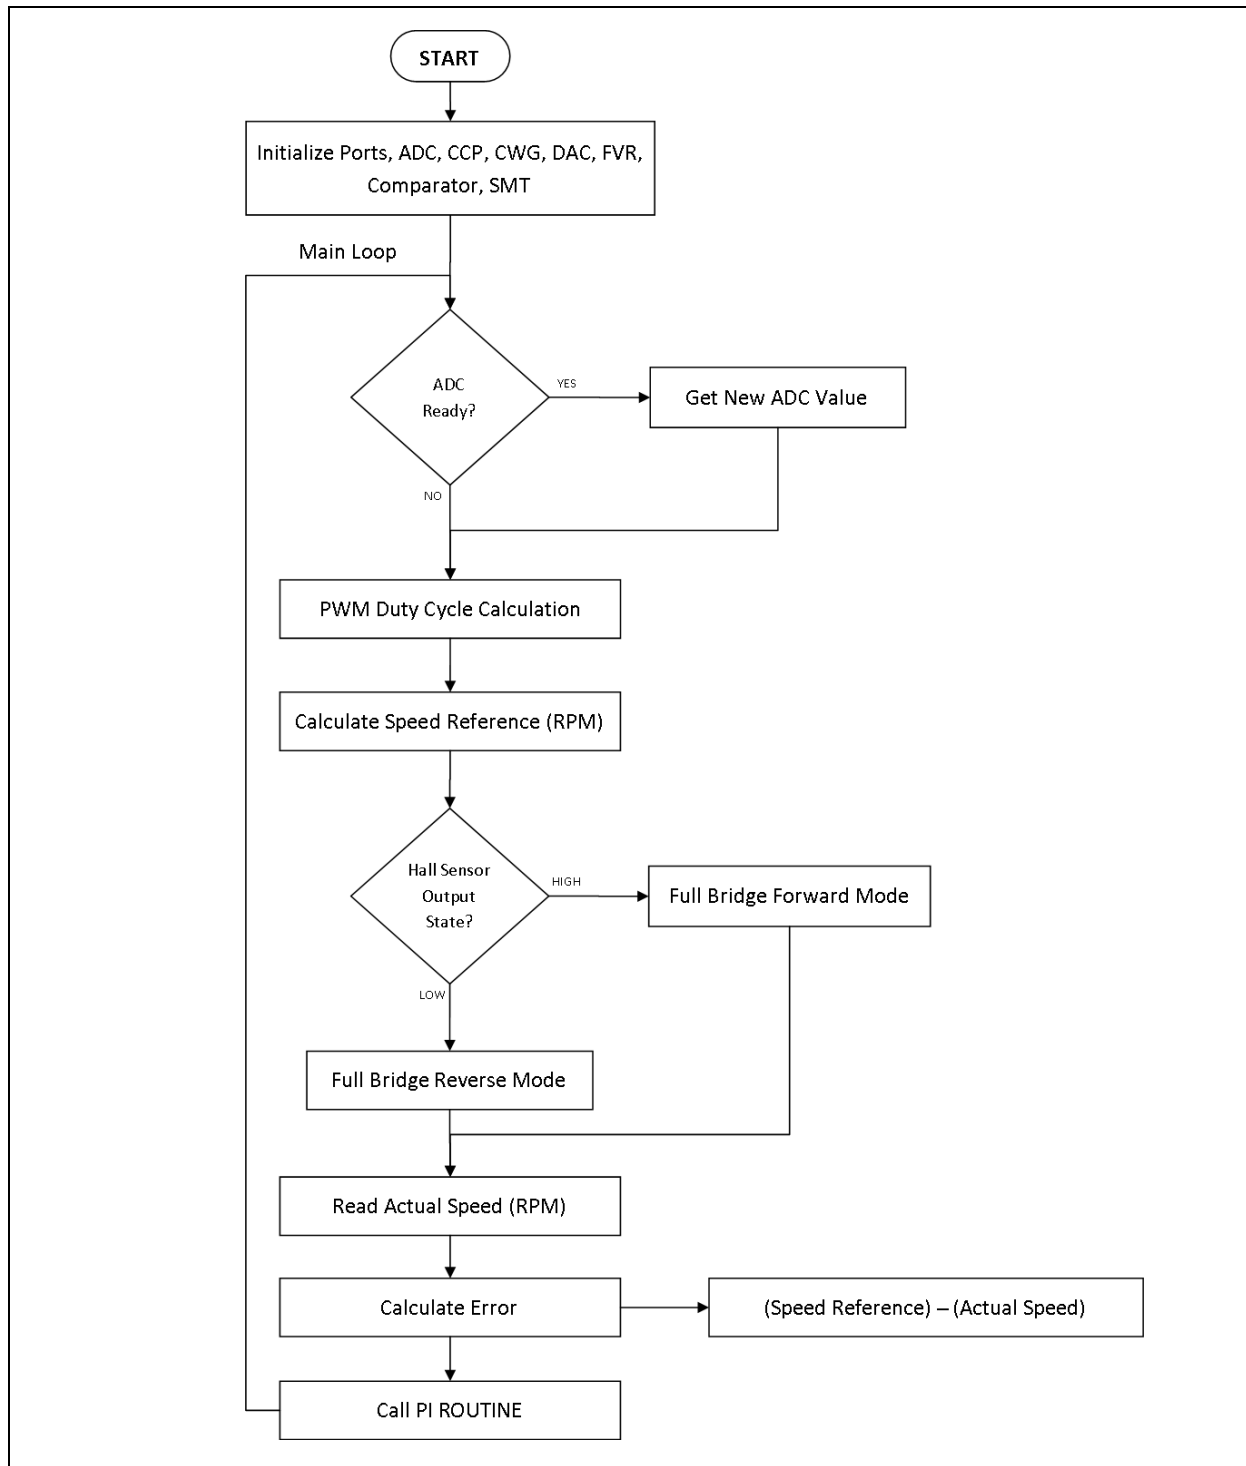 START
Initialize Ports, ADC, CCP, CWG, DAC, FVR,
Comparator, SMT
Main Loop
ADC
Ready?
YES
Get New ADC Value
NO
PWM Duty Cycle Calculation
Calculate Speed Reference (RPM)
Hall Sensor
Output
State?
HIGH
Full Bridge Forward Mode
LOW
Full Bridge Reverse Mode
Read Actual Speed (RPM)
Calculate Error
(Speed Reference) – (Actual Speed)
Call PI ROUTINE